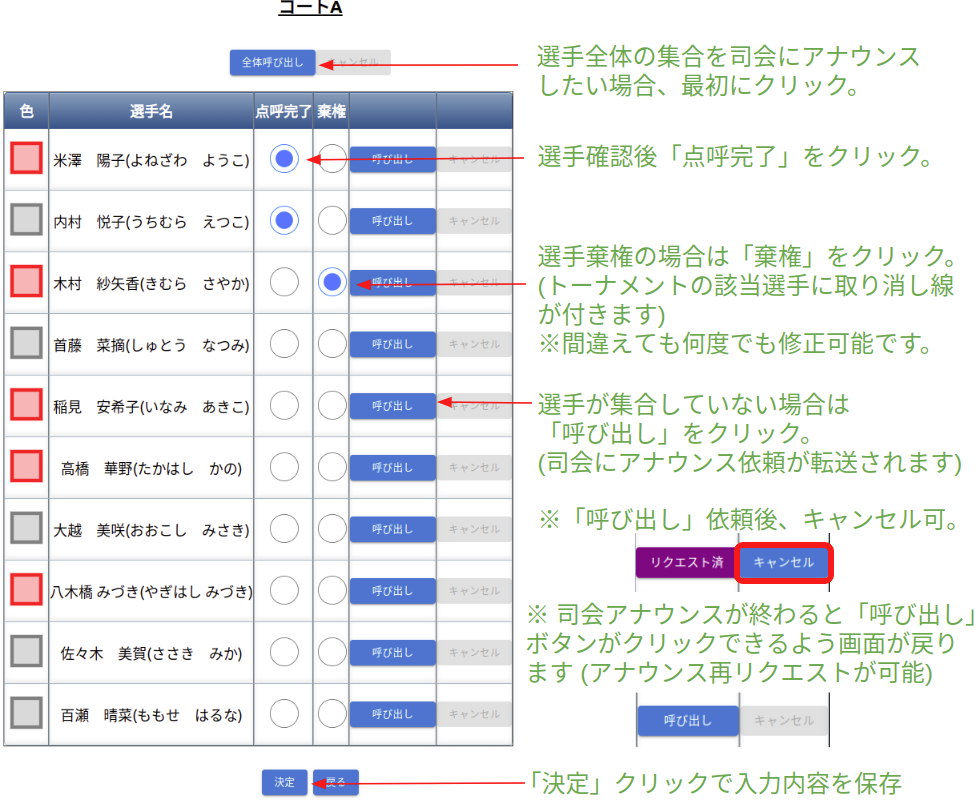 コートA
全体呼び出し キャンセル
選手全体の集合を司会にアナウンス
したい場合、最初にクリック。
色 選手名 点呼完了 棄権
米澤 陽子(よねざわ ようこ) 呼び出し キャンセル
選手確認後「点呼完了」をクリック。
内村 悦子(うちむら えつこ) 呼び出し キャンセル
選手棄権の場合は「棄権」をクリック。
(トーナメントの該当選手に取り消し線
が付きます)
※間違えても何度でも修正可能です。
木村 紗矢香(きむら さやか) 呼び出し キャンセル
首藤 菜摘(しゅとう なつみ) 呼び出し キャンセル
稲見 安希子(いなみ あきこ) 呼び出し キャンセル
選手が集合していない場合は
「呼び出し」をクリック。
(司会にアナウンス依頼が転送されます)
高橋 華野(たかはし かの) 呼び出し キャンセル
大越 美咲(おおこし みさき) 呼び出し キャンセル
※「呼び出し」依頼後、キャンセル可。
リクエスト済 キャンセル
八木橋 みづき(やぎはし みづき) 呼び出し キャンセル
※ 司会アナウンスが終わると「呼び出し」
ボタンがクリックできるよう画面が戻り
ます (アナウンス再リクエストが可能)
佐々木 美賀(ささき みか) 呼び出し キャンセル
百瀬 晴菜(ももせ はるな) 呼び出し キャンセル
呼び出し キャンセル
決定 戻る
「決定」クリックで入力内容を保存